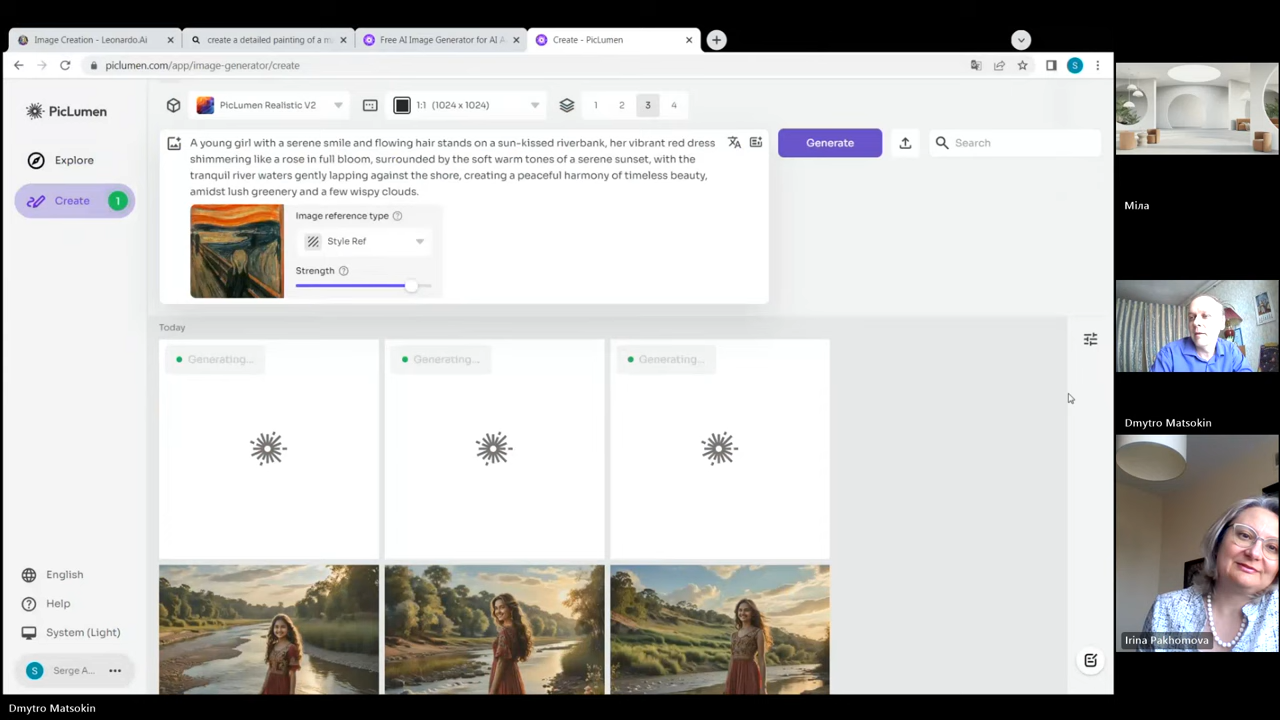 Image Creation - Leonardo.Ai
create a detailed painting of a m
Free AI Image Generator for AI A
Create - PicLumen
piclumen.com/app/image-generator/create
S
PicLumen
PicLumen Realistic V2
1:1 (1024 x 1024)
1 2 3 4
A young girl with a serene smile and flowing hair stands on a sun-kissed riverbank, her vibrant red dress
shimmering like a rose in full bloom, surrounded by the soft warm tones of a serene sunset, with the
tranquil river waters gently lapping against the shore, creating a peaceful harmony of timeless beauty,
amidst lush greenery and a few wispy clouds.
Generate
Search
Explore
Create 1
Image reference type
Style Ref
Strength
Today
Generating...
Generating...
Generating...
English
Help
System (Light)
S Serge A...
Міла
Dmytro Matsokin
Irina Pakhomova
Dmytro Matsokin